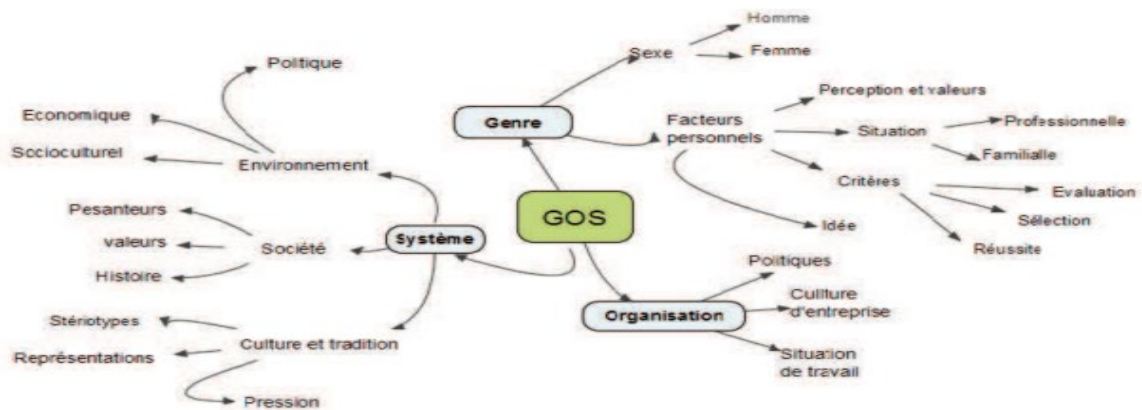 Homme
Politique
Sexe
Femme
Perception et valeurs
Economique
Genre
Facteurs
personnels
Situation
Professionnelle
Socioculturel
Environnement
Familialle
Critères
Evaluation
Pesanteurs
GOS
Sélection
Idée
valeurs
Société
Système
Réussite
Histoire
Politiques
Stériotypes
Organisation
Cullture
d'entreprise
Représentations
Culture et tradition
Situation
de travail
Pression